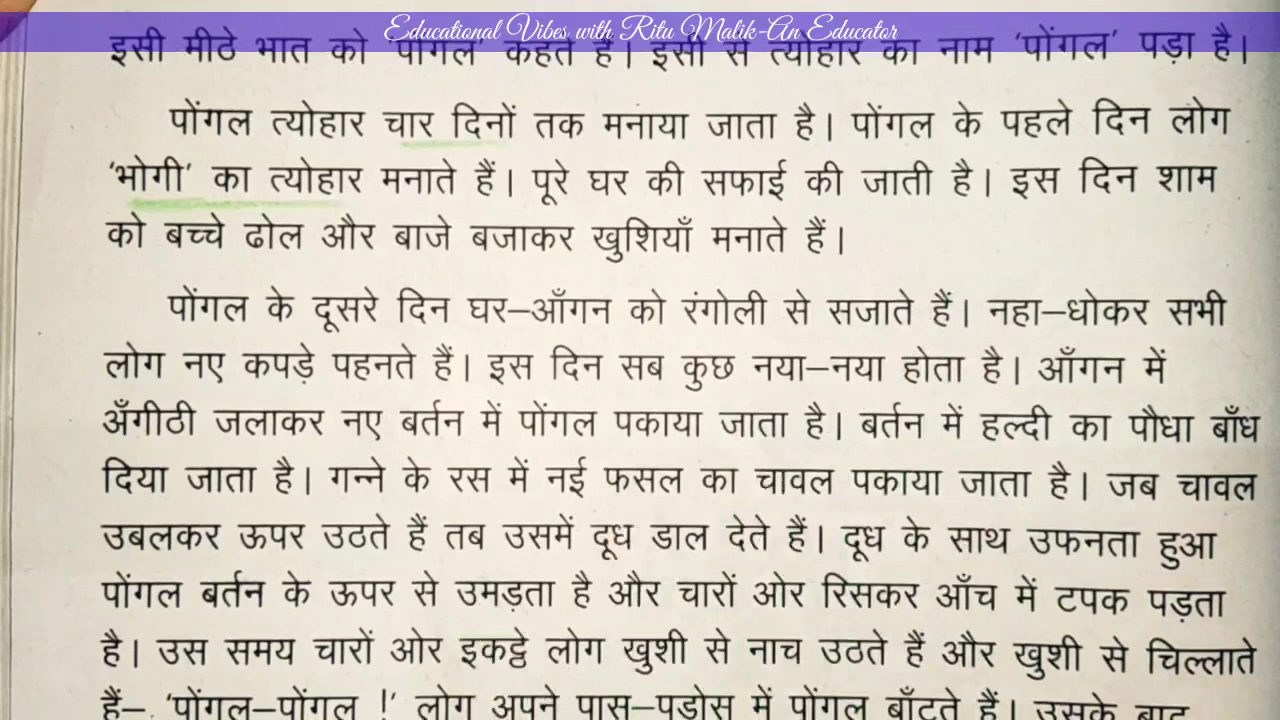 Educational Vibes with Ritu Malik-An Educator
इसी मीठे भात को 'पोंगल' कहते हैं। इसी से त्योहार का नाम 'पोंगल' पड़ा है।
पोंगल त्योहार चार दिनों तक मनाया जाता है। पोंगल के पहले दिन लोग
'भोगी' का त्योहार मनाते हैं। पूरे घर की सफाई की जाती है। इस दिन शाम
को बच्चे ढोल और बाजे बजाकर खुशियाँ मनाते हैं।
पोंगल के दूसरे दिन घर–आँगन को रंगोली से सजाते हैं। नहा–धोकर सभी
लोग नए कपड़े पहनते हैं। इस दिन सब कुछ नया–नया होता है। आँगन में
अँगीठी जलाकर नए बर्तन में पोंगल पकाया जाता है। बर्तन में हल्दी का पौधा बाँध
दिया जाता है। गन्ने के रस में नई फसल का चावल पकाया जाता है। जब चावल
उबलकर ऊपर उठते हैं तब उसमें दूध डाल देते हैं। दूध के साथ उफनता हुआ
पोंगल बर्तन के ऊपर से उमड़ता है और चारों ओर रिसकर आँच में टपक पड़ता
है। उस समय चारों ओर इकट्ठे लोग खुशी से नाच उठते हैं और खुशी से चिल्लाते
हैं–. 'पोंगल–पोंगल !' लोग अपने पास–पड़ोस में पोंगल बाँटते हैं। उसके बाद